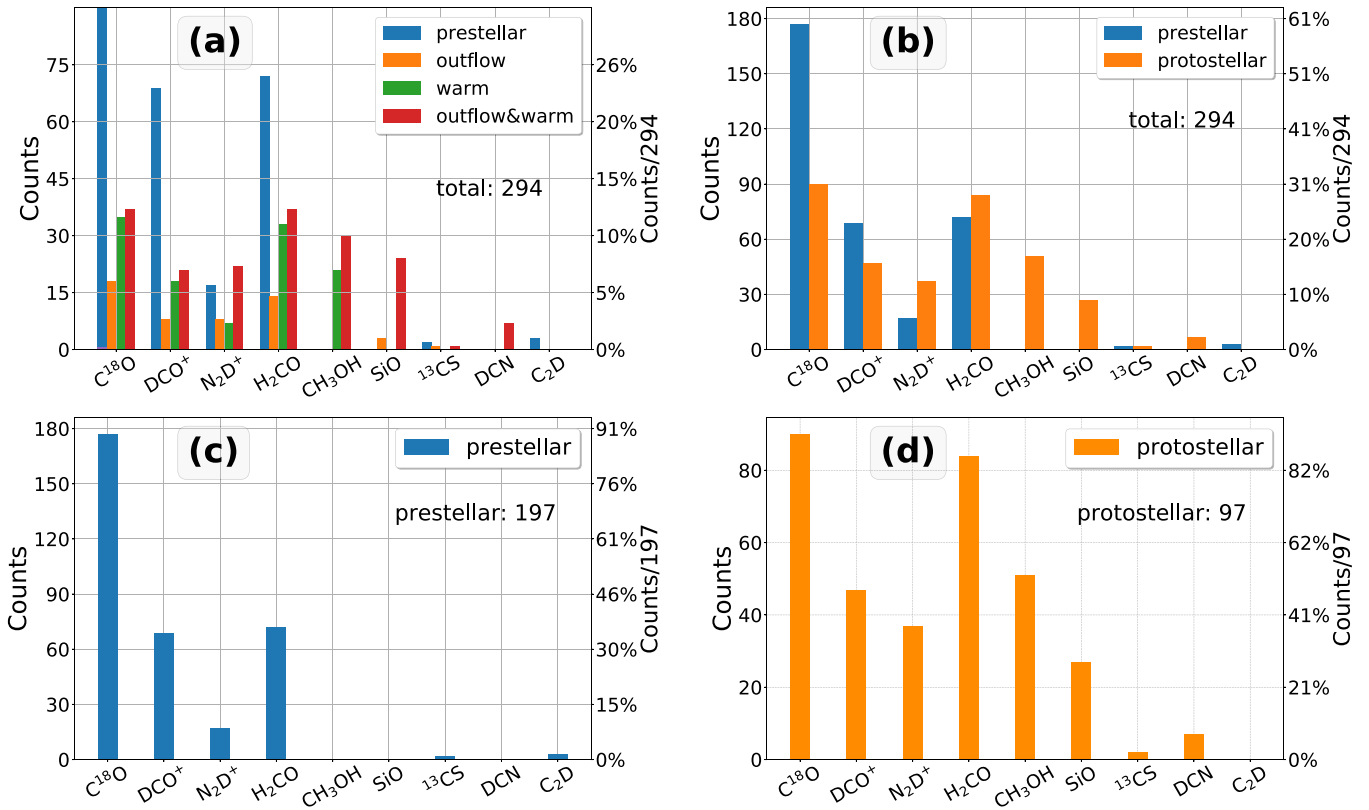 (a)
prestellar
outflow
warm
outflow&warm
total: 294
Counts
75
60
45
30
15
0
26%
20%
15%
10%
5%
0%
Counts/294
C¹⁸O DCO⁺ N₂D⁺ H₂CO CH₃OH SiO ¹³CS DCN C₂D
(b)
prestellar
protostellar
total: 294
Counts
180
150
120
90
60
30
0
61%
51%
41%
31%
20%
10%
0%
Counts/294
C¹⁸O DCO⁺ N₂D⁺ H₂CO CH₃OH SiO ¹³CS DCN C₂D
(c)
prestellar
prestellar: 197
Counts
180
150
120
90
60
30
0
91%
76%
61%
46%
30%
15%
0%
Counts/197
C¹⁸O DCO⁺ N₂D⁺ H₂CO CH₃OH SiO ¹³CS DCN C₂D
(d)
protostellar
protostellar: 97
Counts
80
60
40
20
0
82%
62%
41%
21%
0%
Counts/97
C¹⁸O DCO⁺ N₂D⁺ H₂CO CH₃OH SiO ¹³CS DCN C₂D